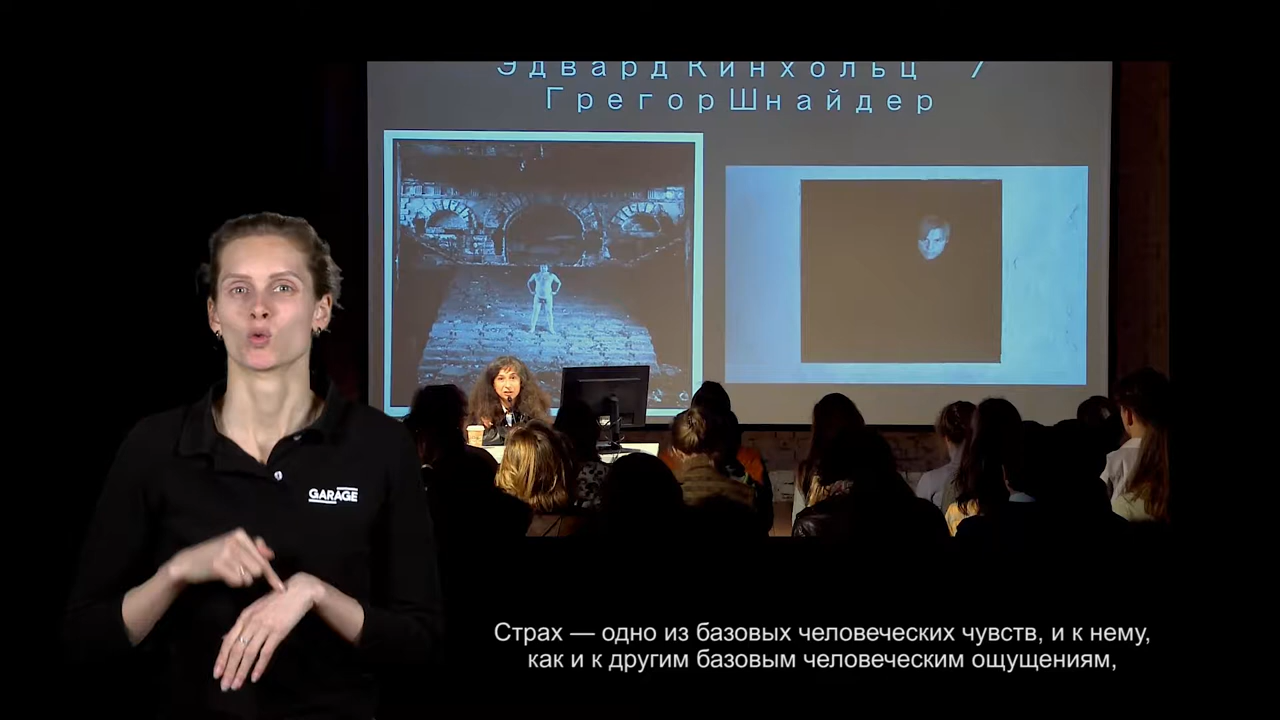 Эдвард Кинхольц /
Грегор Шнайдер
GARAGE
Страх — одно из базовых человеческих чувств, и к нему,
как и к другим базовым человеческим ощущениям,